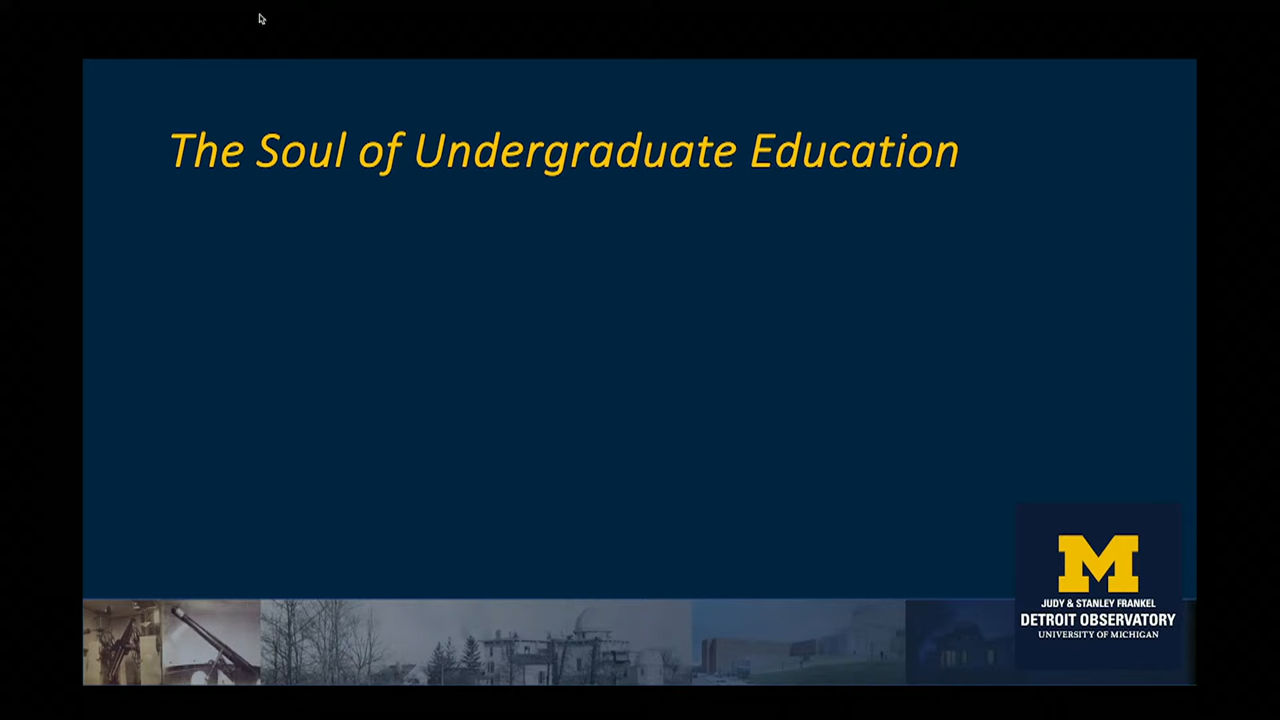 The Soul of Undergraduate Education
M
JUDY & STANLEY FRANKEL
DETROIT OBSERVATORY
UNIVERSITY OF MICHIGAN